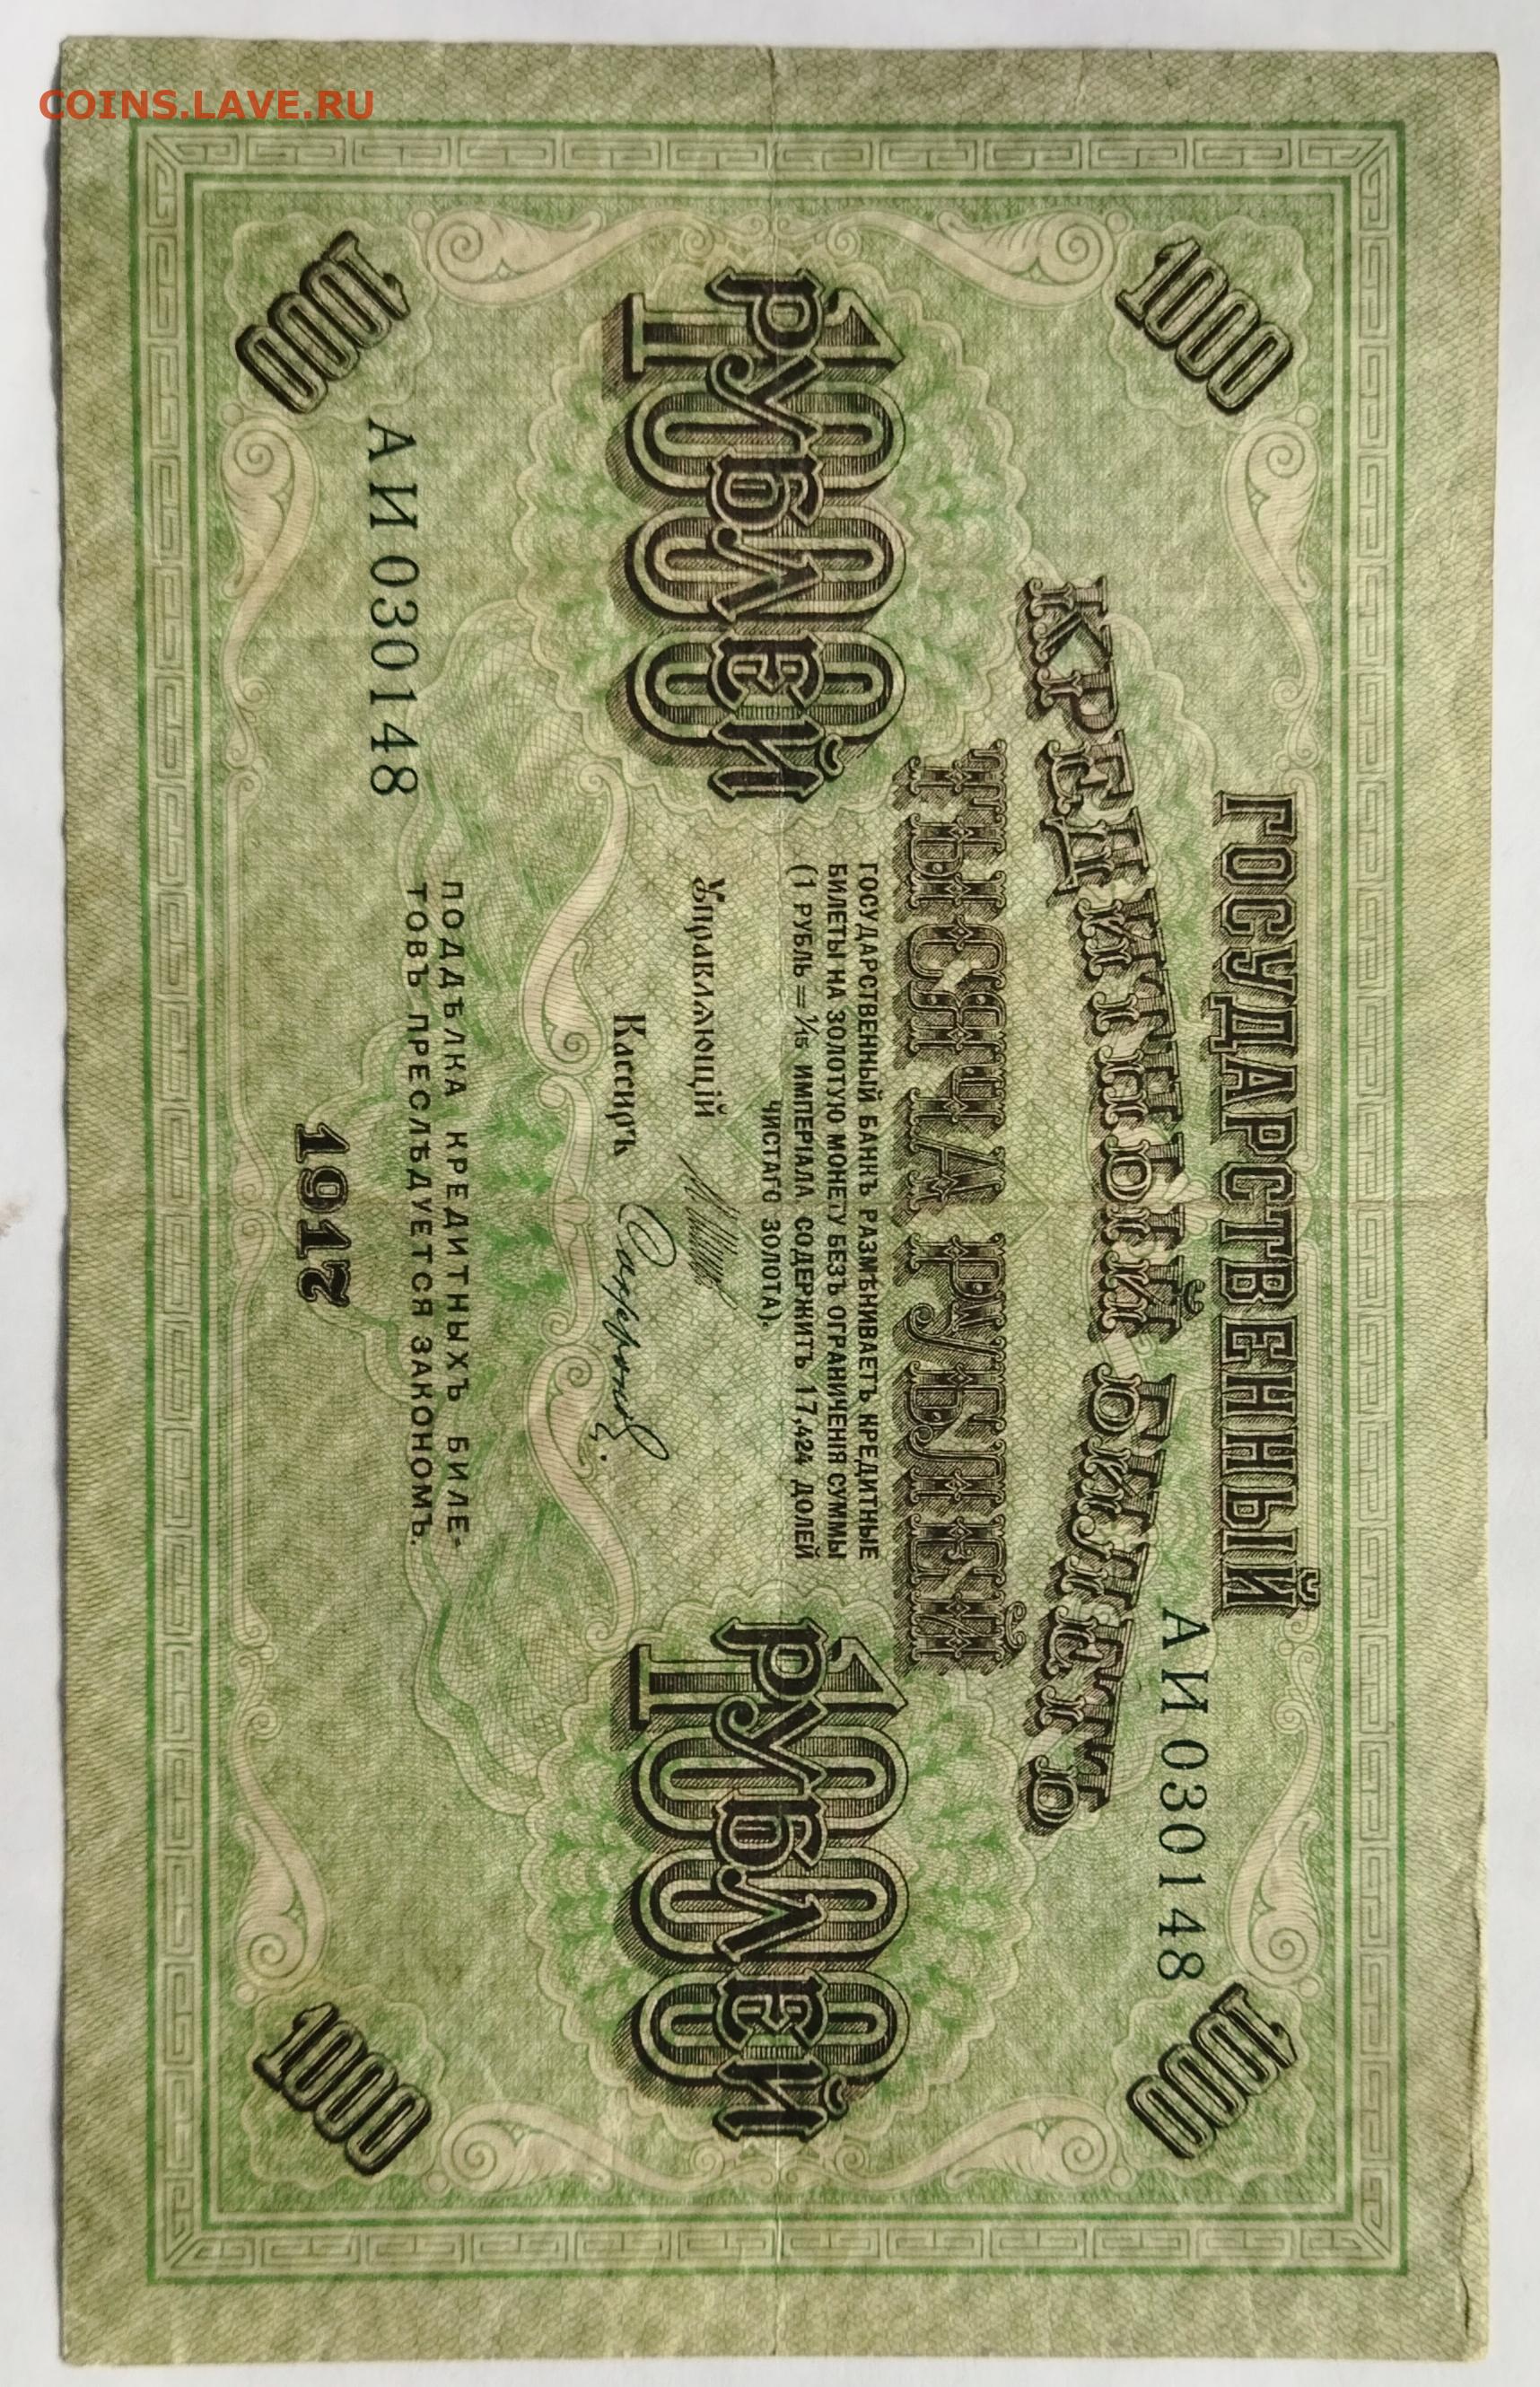 COINS.LAVE.RU
1000
1000
ГОСУДАРСТВЕННЫЙ
АИ 030148
КРЕДИТНЫЙ БИЛЕТЪ
ТЫСЯЧА РУБЛЕЙ
1000
РУБЛЕЙ
1000
РУБЛЕЙ
ГОСУДАРСТВЕННЫЙ БАНКЪ РАЗМѢНИВАЕТЪ КРЕДИТНЫЕ
БИЛЕТЫ НА ЗОЛОТУЮ МОНЕТУ БЕЗЪ ОГРАНИЧЕНІЯ СУММЫ
(1 РУБЛЬ = 1/15 ИМПЕРІАЛА СОДЕРЖИТЪ 17,424 ДОЛЕЙ
ЧИСТАГО ЗОЛОТА).
Управляющій
Кассиръ Сафронов
АИ 030148
ПОДДѢЛКА КРЕДИТНЫХЪ БИЛЕ-
ТОВЪ ПРЕСЛѢДУЕТСЯ ЗАКОНОМЪ.
1917
1000
1000